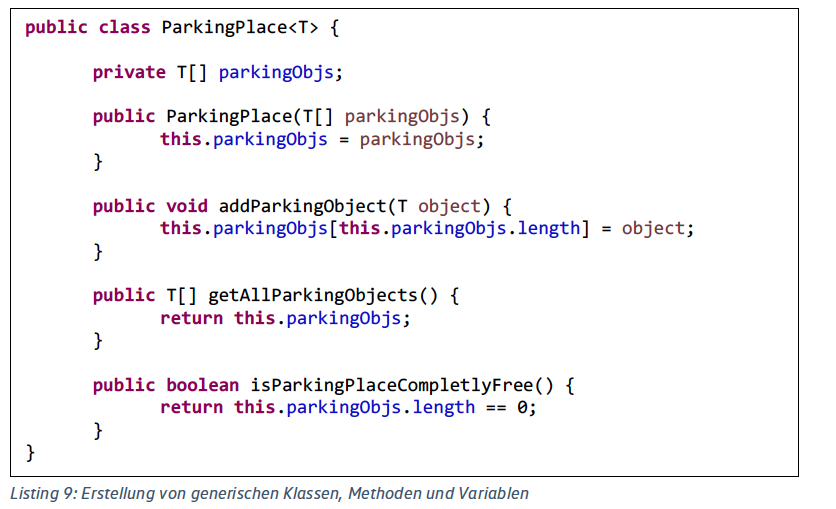 public class ParkingPlace<T> {
private T[] parkingObjs;
public ParkingPlace(T[] parkingObjs) {
this.parkingObjs = parkingObjs;
}
public void addParkingObject(T object) {
this.parkingObjs[this.parkingObjs.length] = object;
}
public T[] getAllParkingObjects() {
return this.parkingObjs;
}
public boolean isParkingPlaceCompletlyFree() {
return this.parkingObjs.length == 0;
}
}
Listing 9: Erstellung von generischen Klassen, Methoden und Variablen